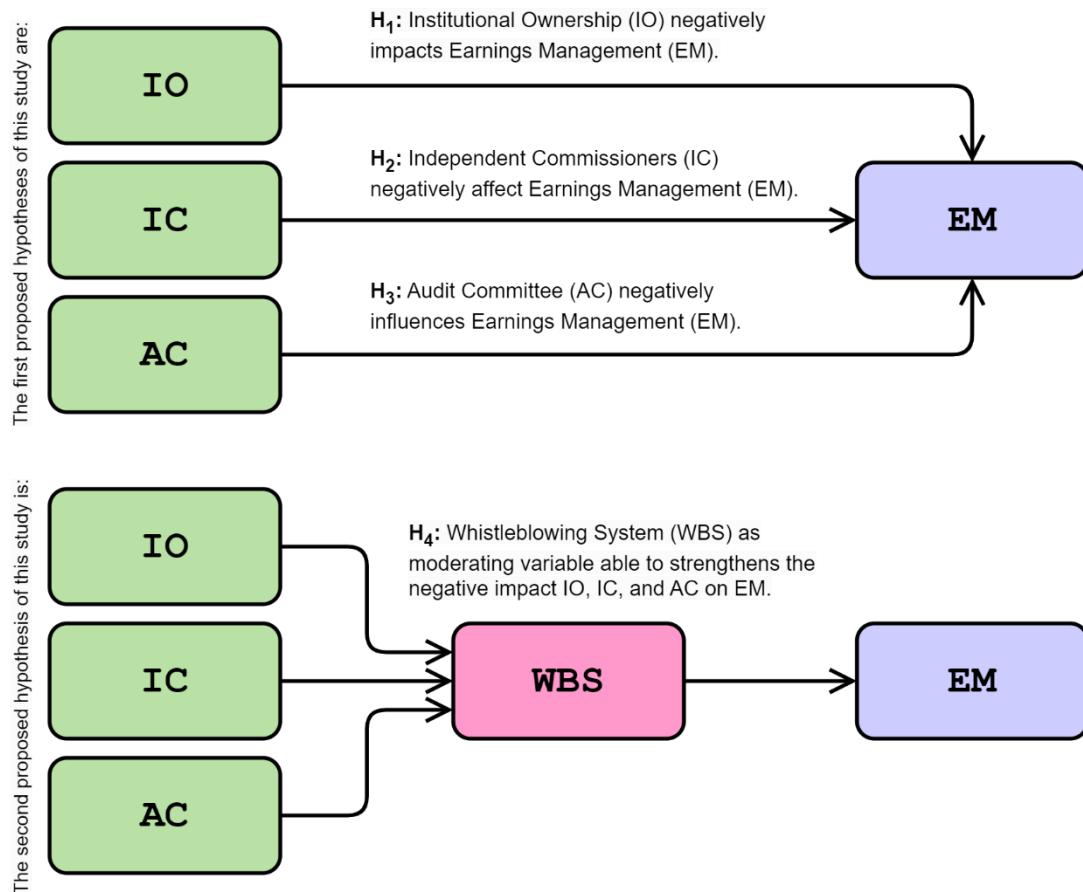 The first proposed hypotheses of this study are:
IO
H1: Institutional Ownership (IO) negatively
impacts Earnings Management (EM).
IC
H2: Independent Commissioners (IC)
negatively affect Earnings Management (EM).
EM
AC
H3: Audit Committee (AC) negatively
influences Earnings Management (EM).
The second proposed hypothesis of this study is:
IO
H4: Whistleblowing System (WBS) as
moderating variable able to strengthens the
negative impact IO, IC, and AC on EM.
IC
WBS
EM
AC